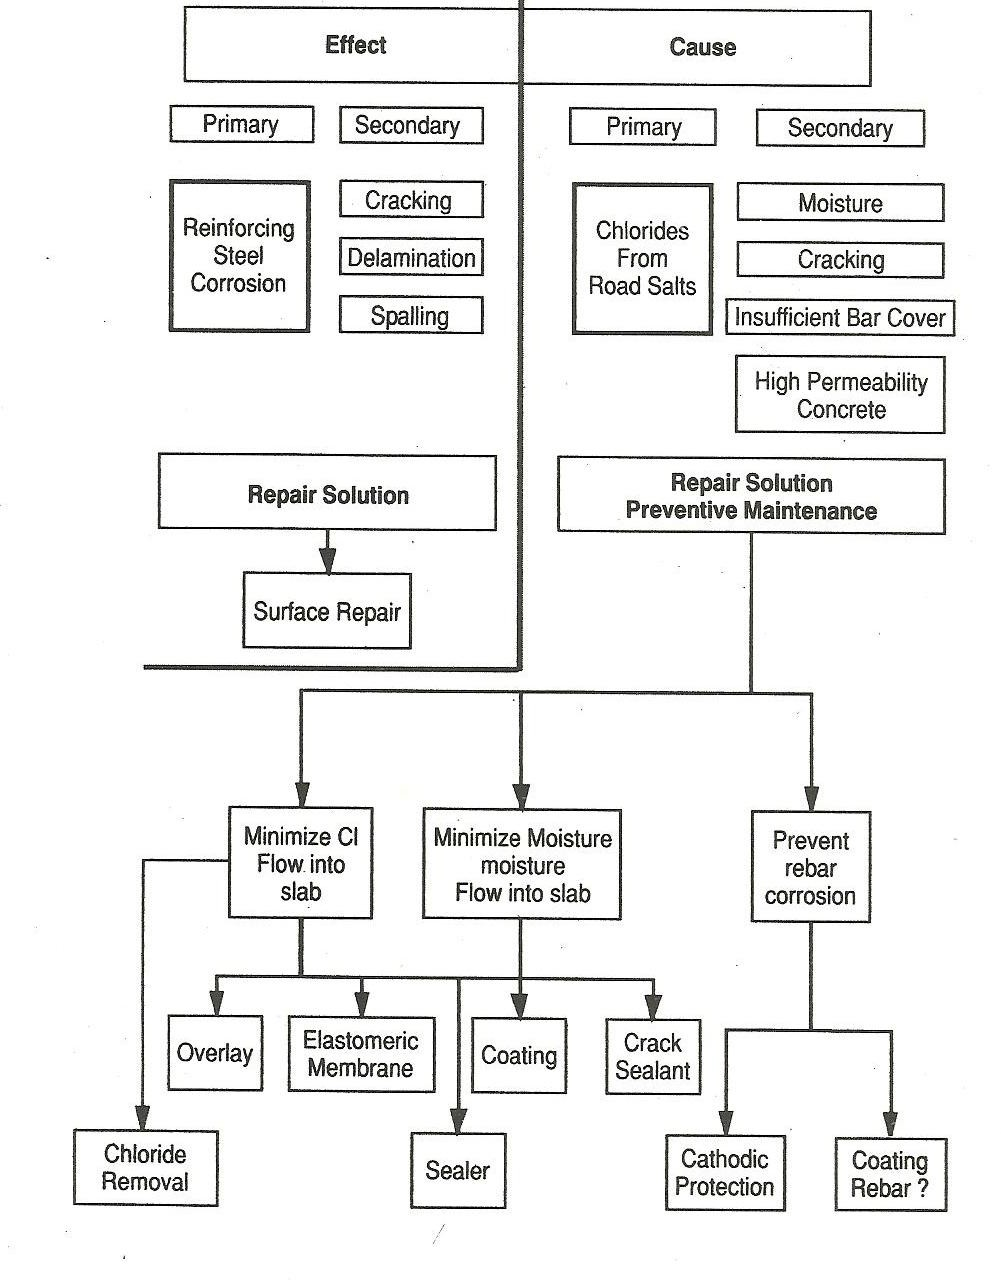 Effect
Cause
Primary
Secondary
Primary
Secondary
Reinforcing
Steel
Corrosion
Cracking
Delamination
Spalling
Chlorides
From
Road Salts
Moisture
Cracking
Insufficient Bar Cover
High Permeability
Concrete
Repair Solution
Repair Solution
Preventive Maintenance
Surface Repair
Minimize Cl
Flow into
slab
Minimize Moisture
moisture
Flow into slab
Prevent
rebar
corrosion
Overlay
Elastomeric
Membrane
Coating
Crack
Sealant
Chloride
Removal
Sealer
Cathodic
Protection
Coating
Rebar ?